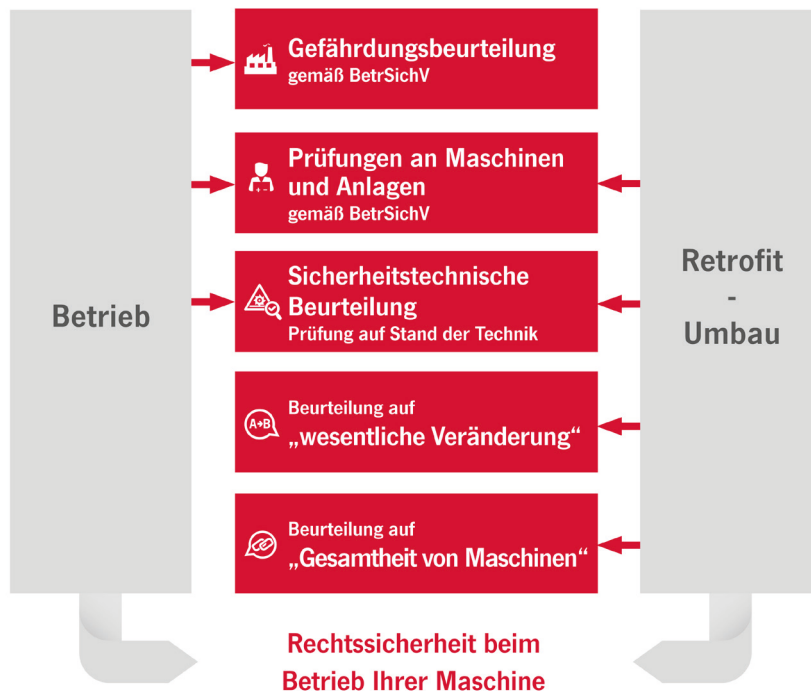 Betrieb
Gefährdungsbeurteilung
gemäß BetrSichV
Prüfungen an Maschinen
und Anlagen
gemäß BetrSichV
Sicherheitstechnische
Beurteilung
Prüfung auf Stand der Technik
A+B
Beurteilung auf
„wesentliche Veränderung“
Beurteilung auf
„Gesamtheit von Maschinen“
Retrofit
-
Umbau
Rechtssicherheit beim
Betrieb Ihrer Maschine